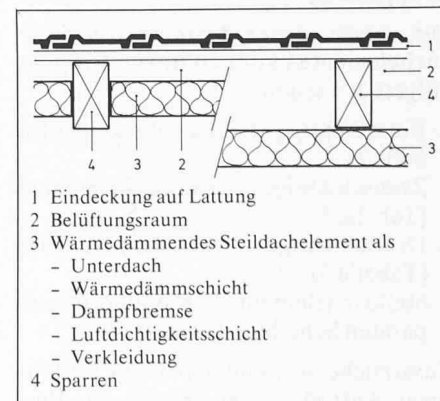 1
2
4
3
4 3 2
1 Eindeckung auf Lattung
2 Belüftungsraum
3 Wärmedämmendes Steildachelement als
– Unterdach
– Wärmedämmschicht
– Dampfbremse
– Luftdichtigkeitsschicht
– Verkleidung
4 Sparren